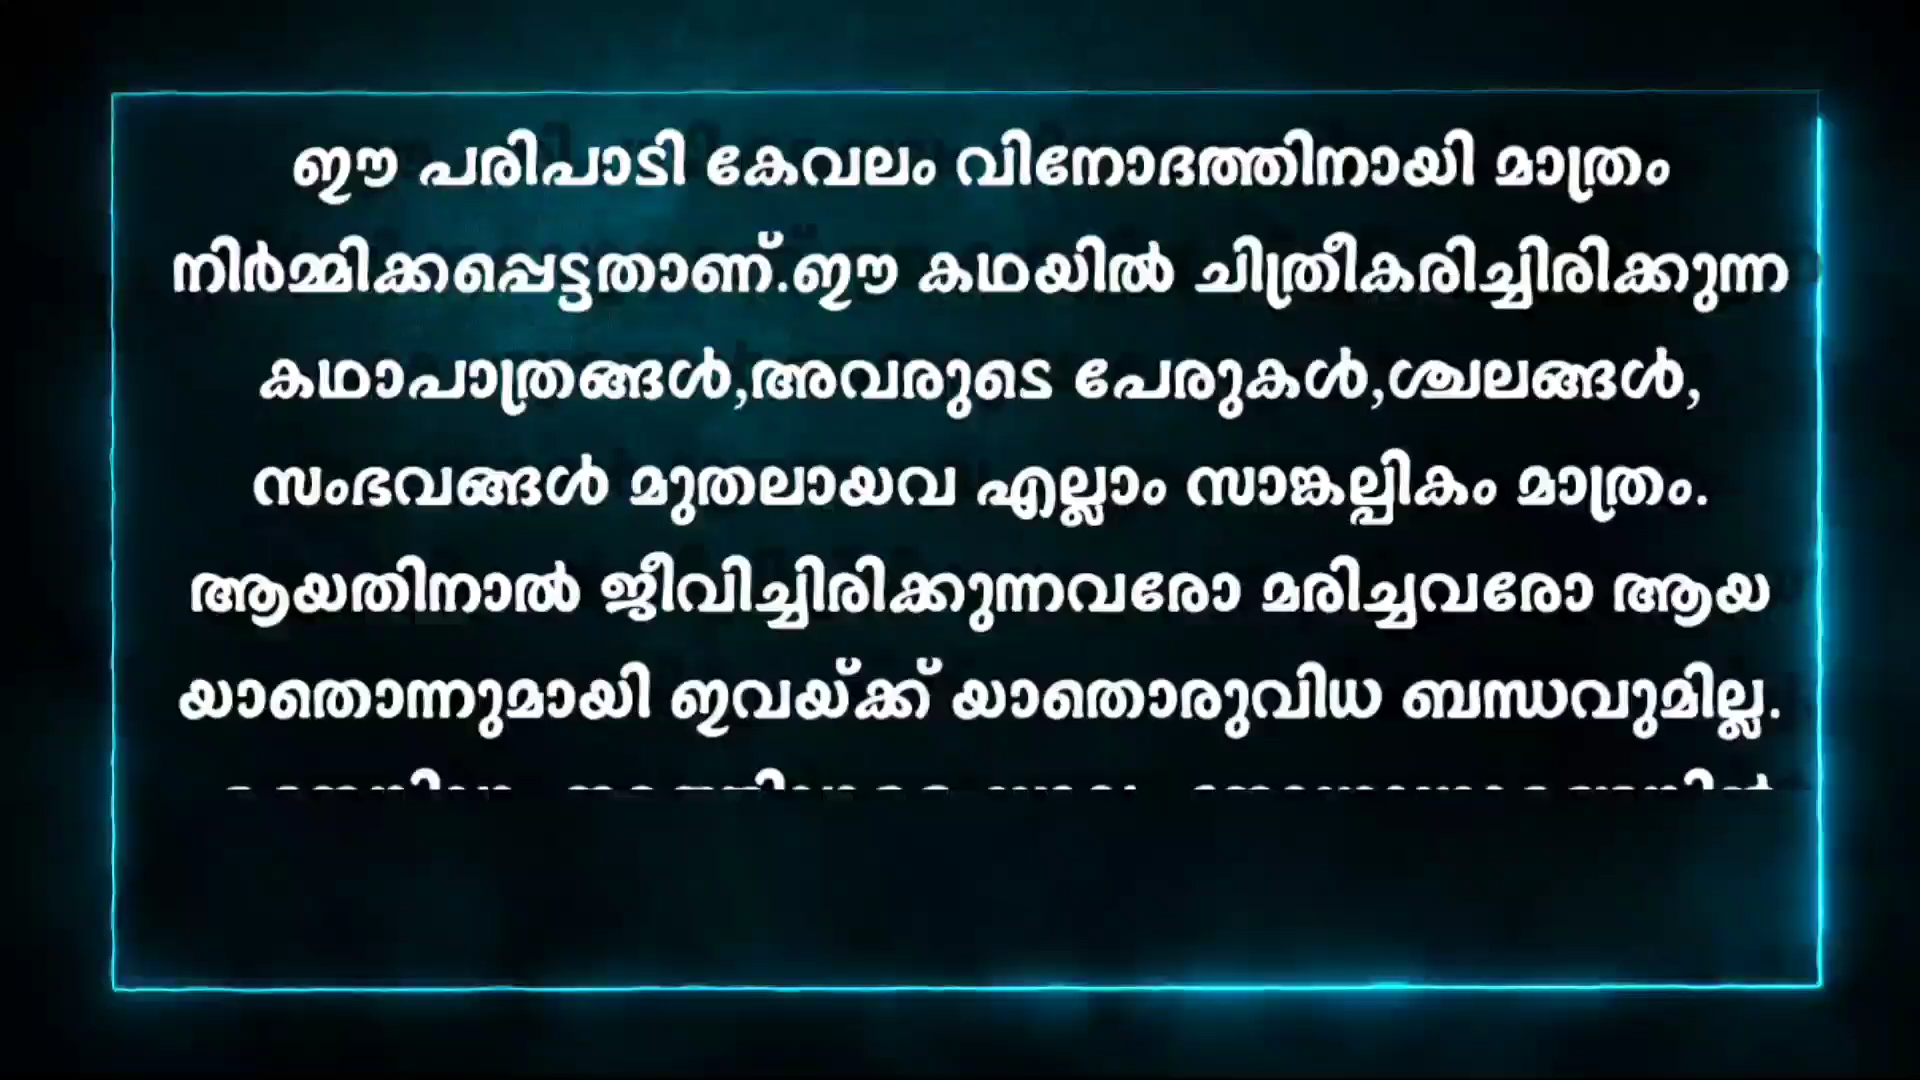 ഈ പരിപാടി കേവലം വിനോദത്തിനായി മാത്രം
നിർമ്മിക്കപ്പെട്ടതാണ്.ഈ കഥയിൽ ചിത്രീകരിച്ചിരിക്കുന്ന
കഥാപാത്രങ്ങൾ,അവരുടെ പേരുകൾ,ശ്ചലങ്ങൾ,
സംഭവങ്ങൾ മുതലായവ എല്ലാം സാങ്കല്പികം മാത്രം.
ആയതിനാൽ ജീവിച്ചിരിക്കുന്നവരോ മരിച്ചവരോ ആയ
യാതൊന്നുമായി ഇവയ്ക്ക് യാതൊരുവിധ ബന്ധവുമില്ല.